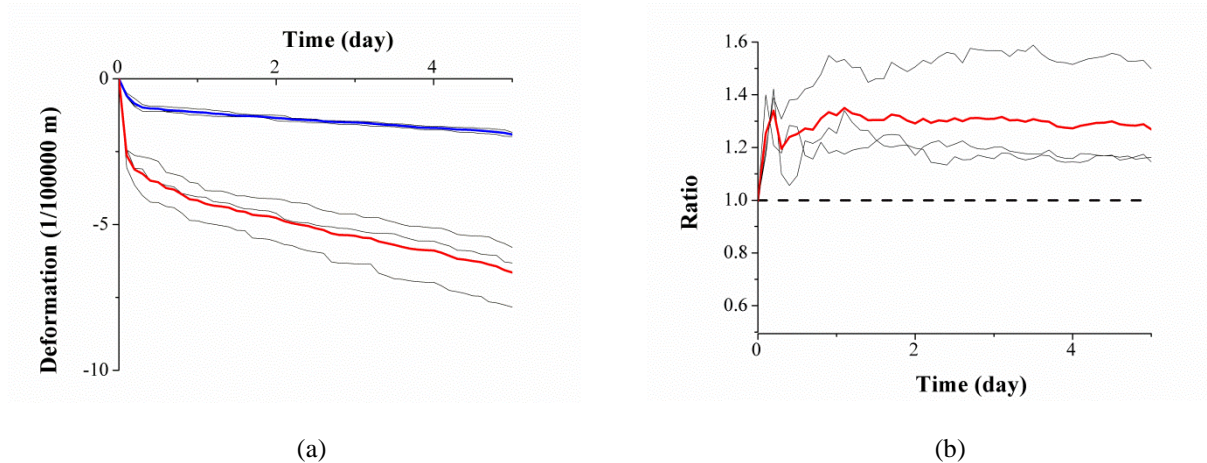 Time (day)
0 2 4
0
-5
-10
Deformation (1/100000 m)
(a)
1.6
1.4
1.2
1.0
0.8
0.6
Ratio
0 2 4
Time (day)
(b)